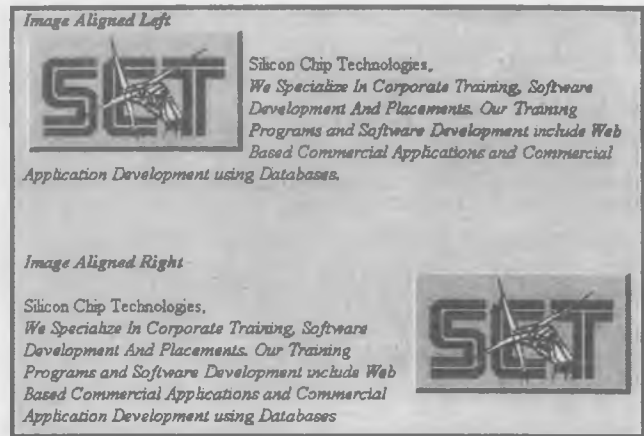 Image Aligned Left
SCT
Silicon Chip Technologies,
We Specialize In Corporate Training, Software
Development And Placements. Our Training
Programs and Software Development include Web
Based Commercial Applications and Commercial
Application Development using Databases.
Image Aligned Right
SCT
Silicon Chip Technologies,
We Specialize In Corporate Training, Software
Development And Placements. Our Training
Programs and Software Development include Web
Based Commercial Applications and Commercial
Application Development using Databases